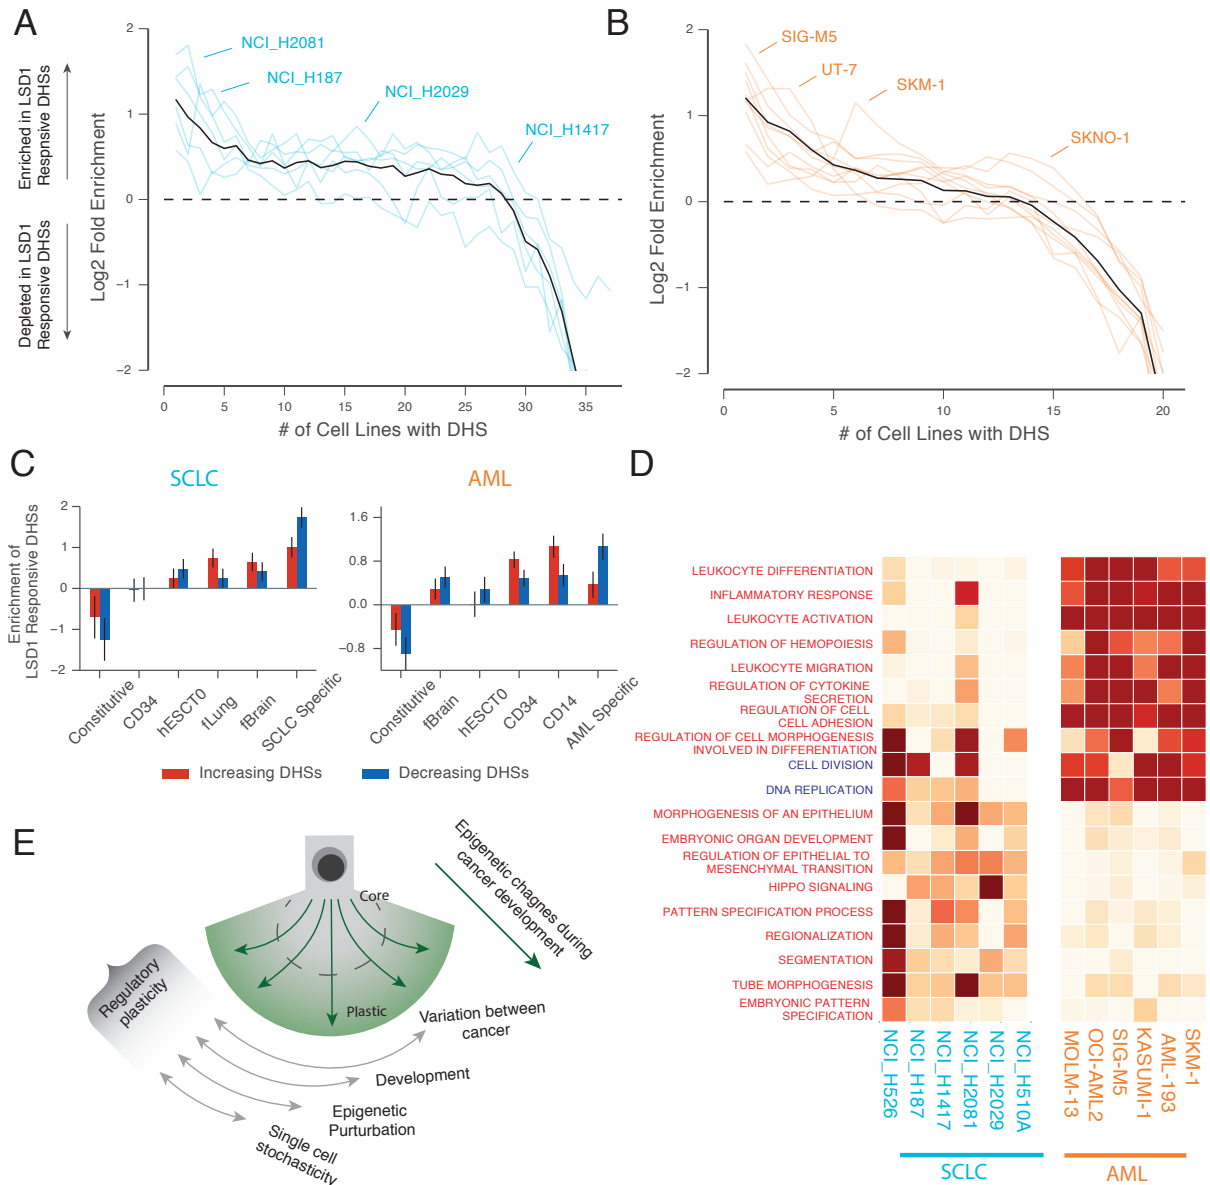 A
Enriched in LSD1
Respnsive DHSs
Depleted in LSD1
Responsive DHSs
Log2 Fold Enrichment
2
1
0
−1
−2
NCI_H2081
NCI_H187
NCI_H2029
NCI_H1417
0 5 10 15 20 25 30 35
# of Cell Lines with DHS
B
Log2 Fold Enrichment
2
1
0
−1
−2
SIG-M5
UT-7
SKM-1
SKNO-1
0 5 10 15 20
# of Cell Lines with DHS
C
SCLC
Enrichment of
LSD1 Responsive DHSs
2
1
0
−1
−2
Constitutive
CD34
hESCT0
fLung
fBrain
SCLC Specific
AML
1.6
0.8
0.0
−0.8
Constitutive
fBrain
hESCT0
CD34
CD14
AML Specific
Increasing DHSs
Decreasing DHSs
D
LEUKOCYTE DIFFERENTIATION
INFLAMMATORY RESPONSE
LEUKOCYTE ACTIVATION
REGULATION OF HEMOPOIESIS
LEUKOCYTE MIGRATION
REGULATION OF CYTOKINE
SECRETION
REGULATION OF CELL
CELL ADHESION
REGULATION OF CELL MORPHOGENESIS
INVOLVED IN DIFFERENTIATION
CELL DIVISION
DNA REPLICATION
MORPHOGENESIS OF AN EPITHELIUM
EMBRYONIC ORGAN DEVELOPMENT
REGULATION OF EPITHELIAL TO
MESENCHYMAL TRANSITION
HIPPO SIGNALING
PATTERN SPECIFICATION PROCESS
REGIONALIZATION
SEGMENTATION
TUBE MORPHOGENESIS
EMBRYONIC PATTERN
SPECIFICATION
NCI_H526
NCI_H187
NCI_H1417
NCI_H2081
NCI_H2029
NCI_H510A
SCLC
MOLM-13
OCI-AML2
SIG-M5
KASUMI-1
AML-193
SKM-1
AML
E
Core
Plastic
Epigenetic chagnes during
cancer development
Regulatory
plasticity
Variation between
cancer
Development
Epigenetic
Purturbation
Single cell
stochasticity